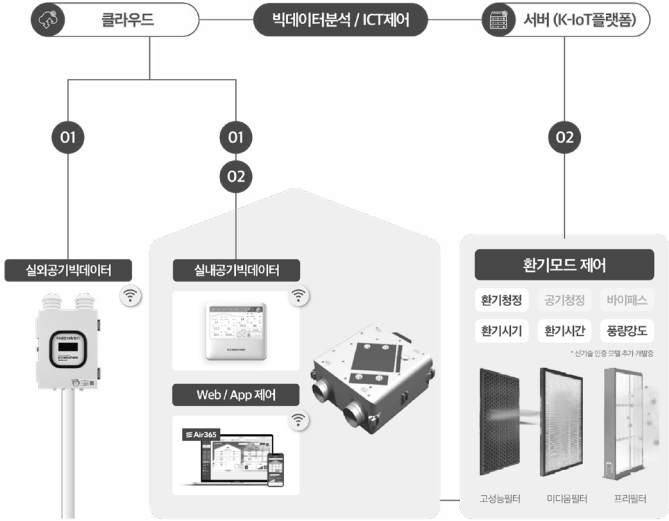 클라우드
빅데이터분석 / ICT제어
서버 (K-IoT플랫폼)
01
01
02
02
실외공기빅데이터
실내공기빅데이터
Web / App 제어
Air365
환기모드 제어
환기청정
공기청정
바이패스
환기시기
환기시간
풍량강도
* 신기술 인증 모델 추가 개발중
고성능필터
미디움필터
프리필터